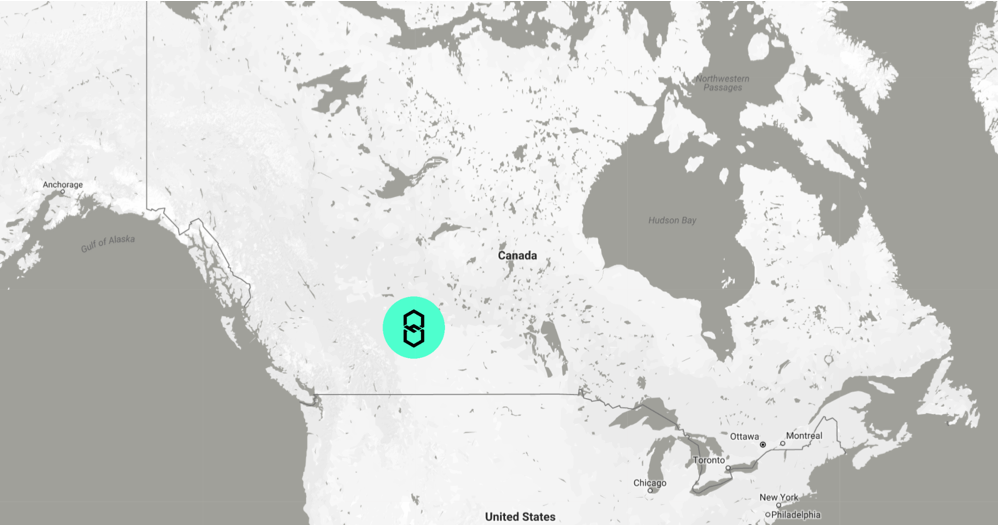 Northwestern
Passages
Anchorage
Hudson Bay
Gulf of Alaska
Canada
Ottawa
Montreal
Toronto
Chicago
New York
Philadelphia
United States